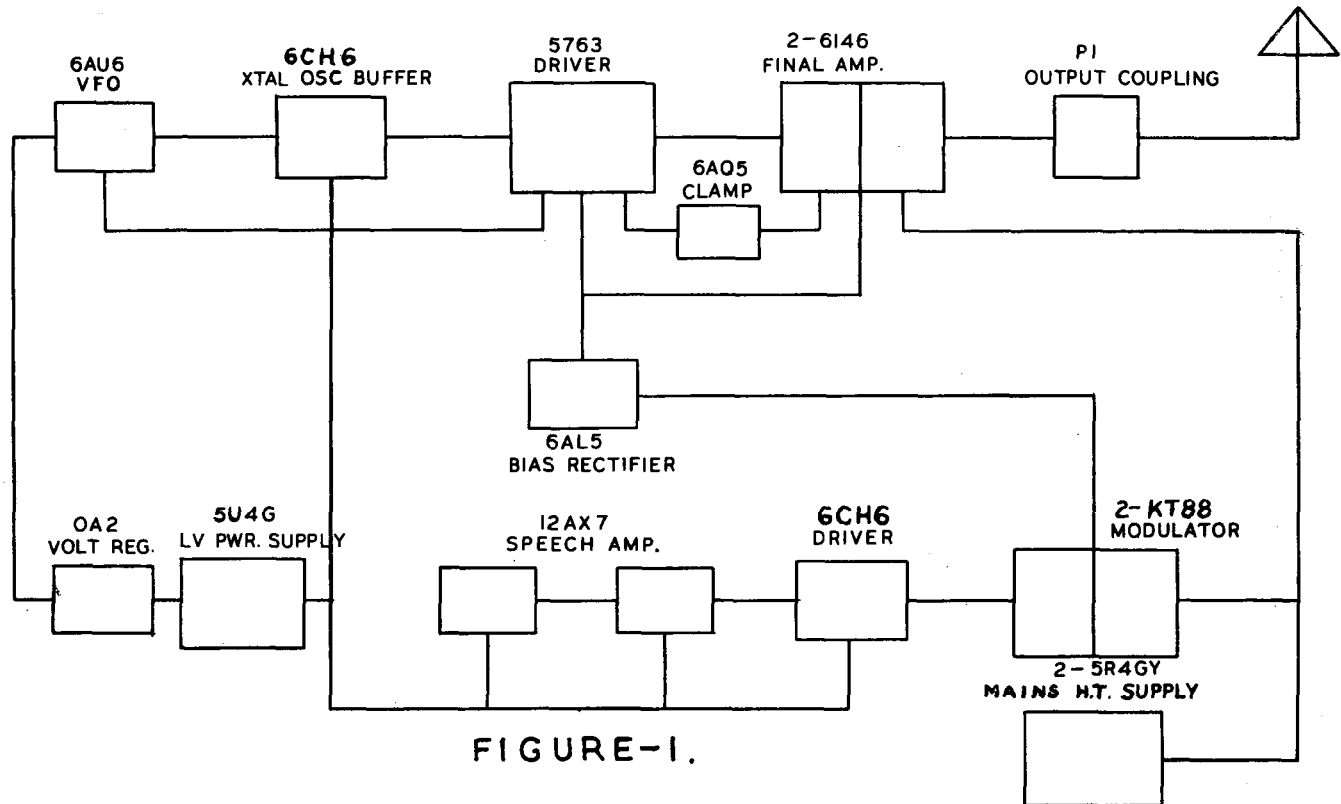 6AU6
VFO
6CH6
XTAL OSC BUFFER
5763
DRIVER
2-6146
FINAL AMP.
PI
OUTPUT COUPLING
6AQ5
CLAMP
6AL5
BIAS RECTIFIER
OA2
VOLT REG.
5U4G
LV PWR. SUPPLY
12AX7
SPEECH AMP.
6CH6
DRIVER
2-KT88
MODULATOR
2-5R4GY
MAINS H.T. SUPPLY
FIGURE-1.